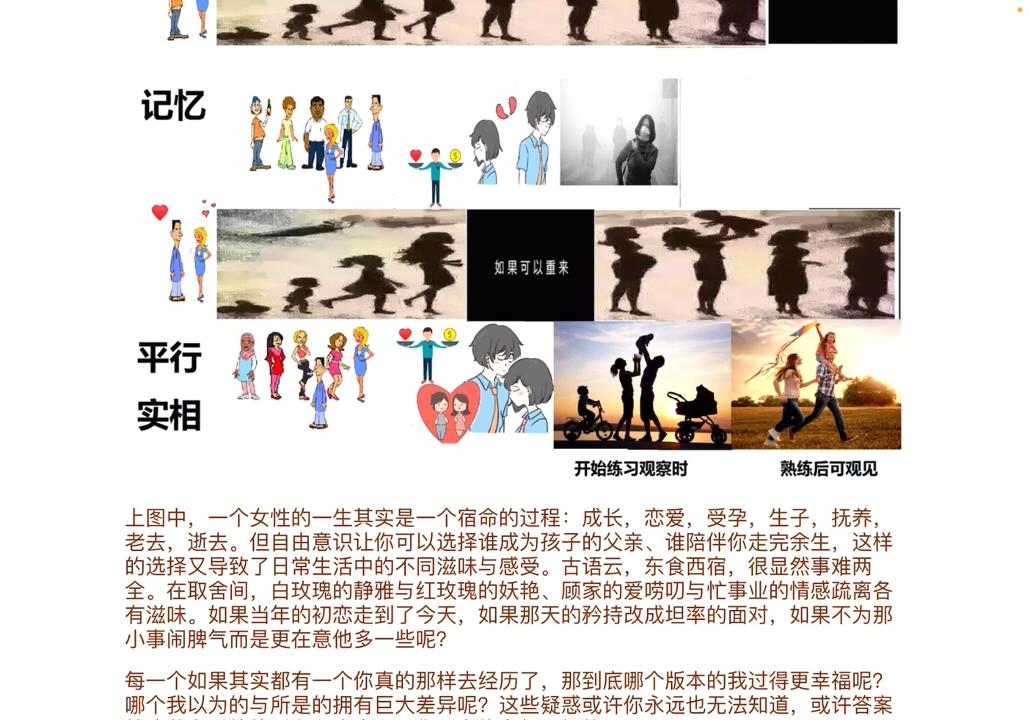 记忆
如果可以重来
平行
实相
开始练习观察时
熟练后可观见
上图中，一个女性的一生其实是一个宿命的过程：成长，恋爱，受孕，生子，抚养，
老去，逝去。但自由意识让你可以选择谁成为孩子的父亲、谁陪伴你走完余生，这样
的选择又导致了日常生活中的不同滋味与感受。古语云，东食西宿，很显然事难两
全。在取舍间，白玫瑰的静雅与红玫瑰的妖艳、顾家的爱唠叨与忙事业的情感疏离各
有滋味。如果当年的初恋走到了今天，如果那天的矜持改成坦率的面对，如果不为那
小事闹脾气而是更在意他多一些呢？
每一个如果其实都有一个你真的那样去经历了，那到底哪个版本的我过得更幸福呢？
哪个我以为的与所是的拥有巨大差异呢？这些疑惑或许你永远也无法知道，或许答案